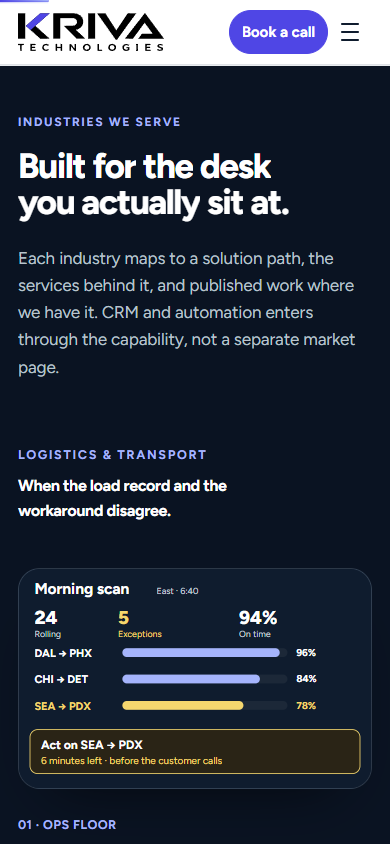 KRIVA
TECHNOLOGIES
Book a call
INDUSTRIES WE SERVE
Built for the desk
you actually sit at.
Each industry maps to a solution path, the
services behind it, and published work where
we have it. CRM and automation enters
through the capability, not a separate market
page.
LOGISTICS & TRANSPORT
When the load record and the
workaround disagree.
Morning scan East · 6:40
24 5 94%
Rolling Exceptions On time
DAL → PHX 96%
CHI → DET 84%
SEA → PDX 78%
Act on SEA → PDX
6 minutes left · before the customer calls
01 · OPS FLOOR